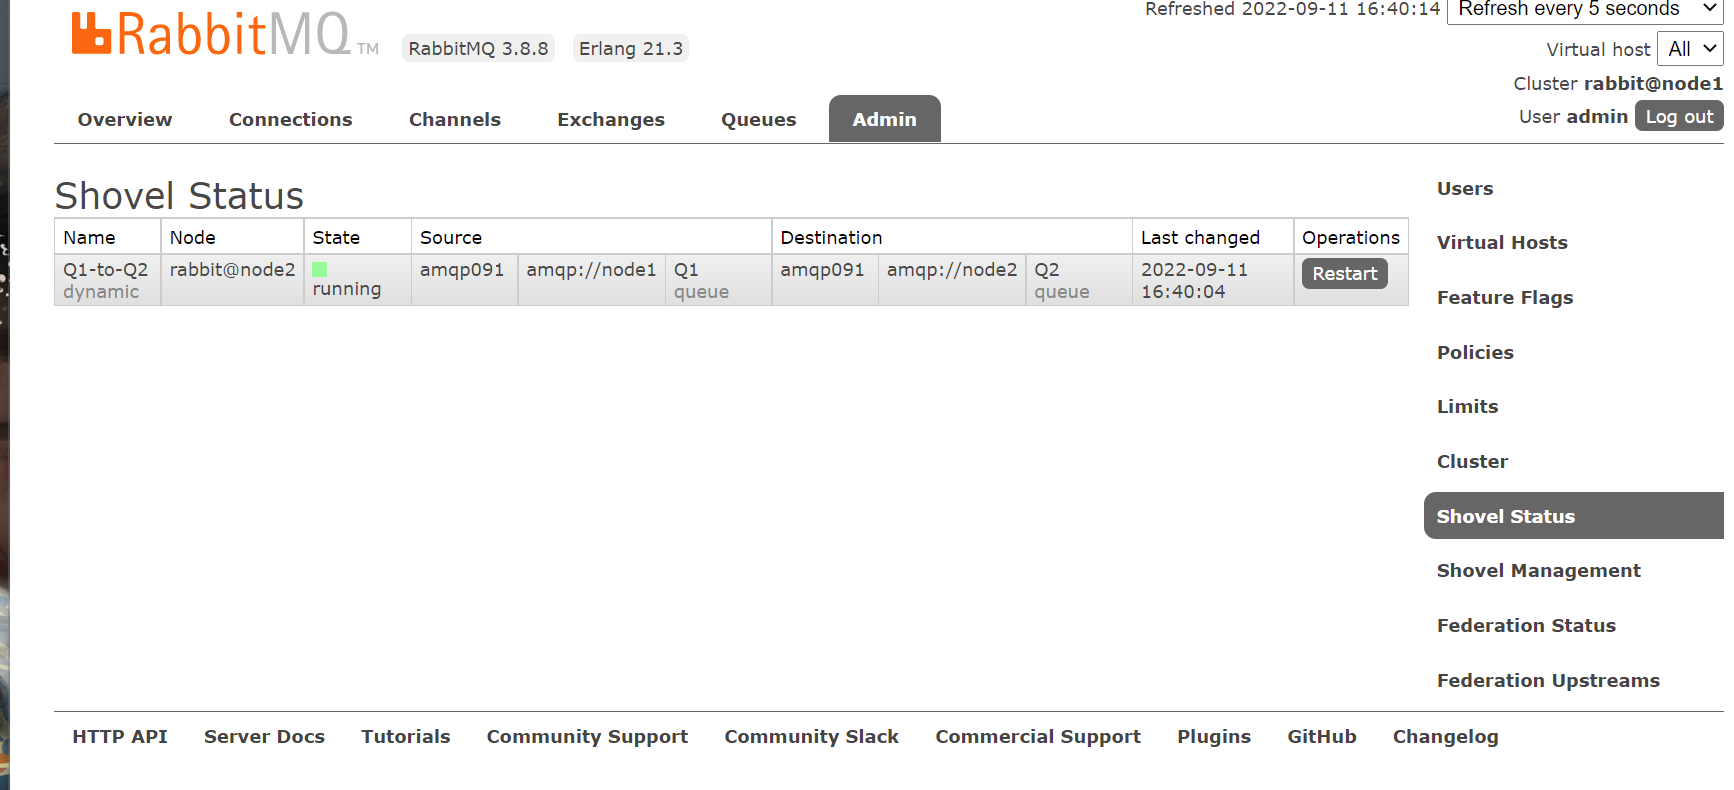 Refreshed 2022-09-11 16:40:14 Refresh every 5 seconds
RabbitMQ TM RabbitMQ 3.8.8 Erlang 21.3
Virtual host All
Cluster rabbit@node1
User admin Log out
Overview Connections Channels Exchanges Queues Admin
Shovel Status
Name Node State Source Destination Last changed Operations
Q1-to-Q2 rabbit@node2 amqp091 amqp://node1 Q1 amqp091 amqp://node2 Q2 2022-09-11 Restart
dynamic running queue queue 16:40:04
Users
Virtual Hosts
Feature Flags
Policies
Limits
Cluster
Shovel Status
Shovel Management
Federation Status
Federation Upstreams
HTTP API Server Docs Tutorials Community Support Community Slack Commercial Support Plugins GitHub Changelog